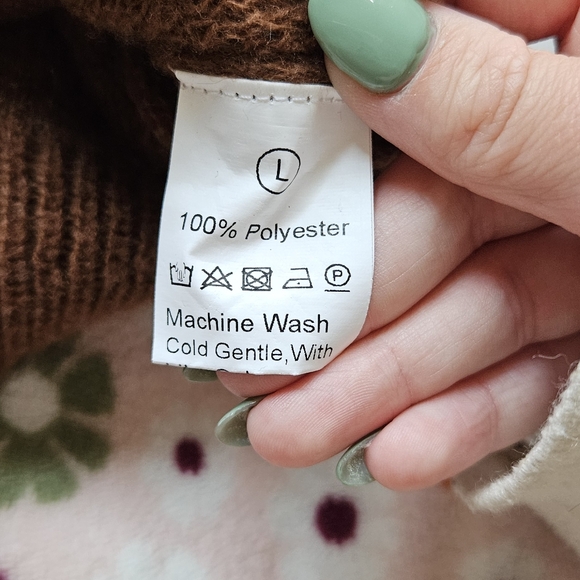 L
100% Polyester
P
Machine Wash
Cold Gentle,With